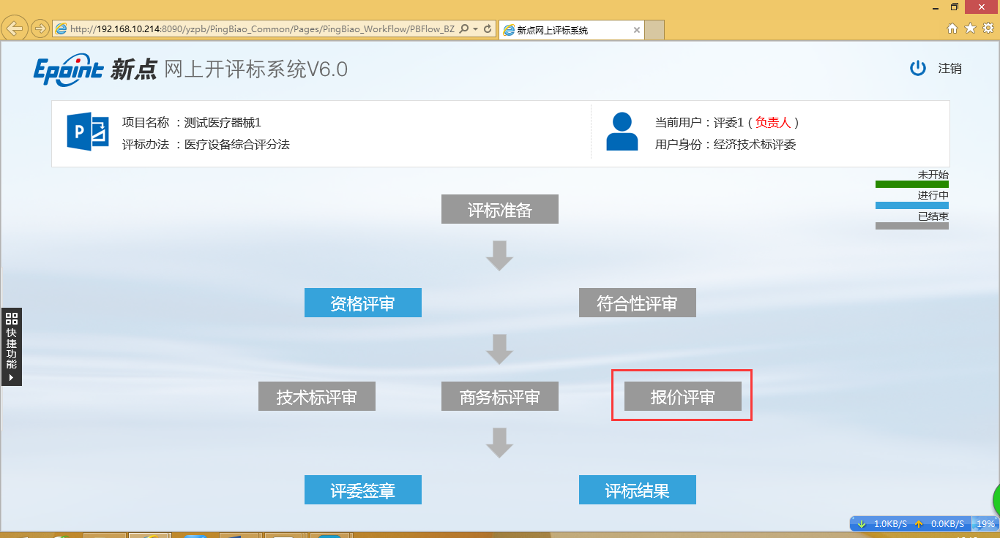 http://192.168.10.214:8090/yzpb/PingBiao_Common/Pages/PingBiao_WorkFlow/PBFlow_BZ
新点网上评标系统
Epoint 新点 网上开评标系统V6.0
注销
项目名称 ：测试医疗器械1
评标办法 ：医疗设备综合评分法
当前用户：评委1（负责人）
用户身份：经济技术标评委
未开始
进行中
已结束
评标准备
资格评审
符合性评审
快捷功能
技术标评审
商务标评审
报价评审
评委签章
评标结果
1.0KB/S
0.0KB/S
19%